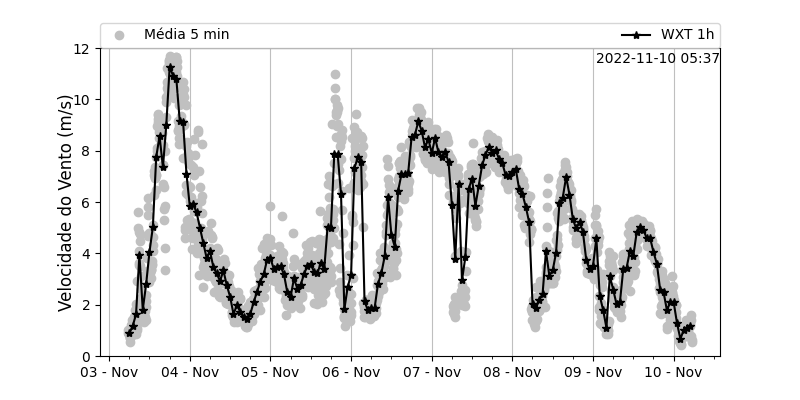 Média 5 min
WXT 1h
2022-11-10 05:37
Velocidade do Vento (m/s)
12
10
8
6
4
2
0
03 - Nov
04 - Nov
05 - Nov
06 - Nov
07 - Nov
08 - Nov
09 - Nov
10 - Nov